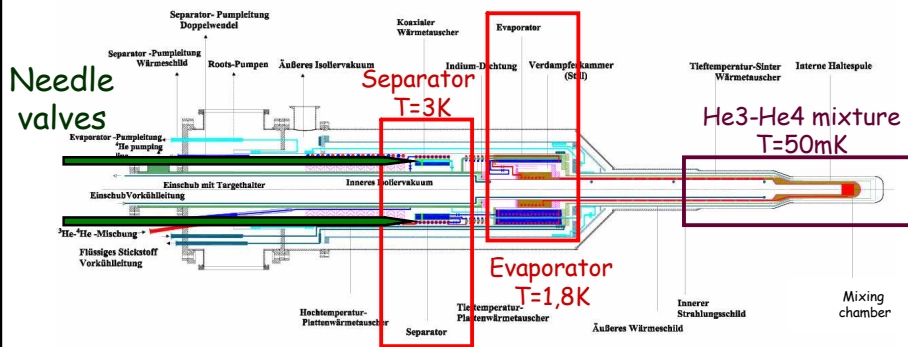 Separator- Pumpleitung
Doppelwendel
Separator -Pumpleitung
Wärmeschild
Roots-Pumpen
Äußeres Isoliervakuum
Koaxialer
Wärmetauscher
Indium-Dichtung
Evaporator
Verdampferkammer
(Still)
Tieftemperatur-Sinter
Wärmetauscher
Interne Haltespule
Needle
valves
Separator
T=3K
He3-He4 mixture
T=50mK
Evaporator -Pumpleitung
⁴He pumping
Einschub mit Targethalter
Inneres Isoliervakuum
EinschubVorkühlleitung
³He-⁴He -Mischung
Flüssiges Stickstoff
Vorkühlleitung
Evaporator
T=1,8K
Hochtemperatur-
Plattenwärmetauscher
Separator
Tieftemperatur-
Plattenwärmetauscher
Äußeres Wärmeschild
Innerer
Strahlungsschild
Mixing
chamber